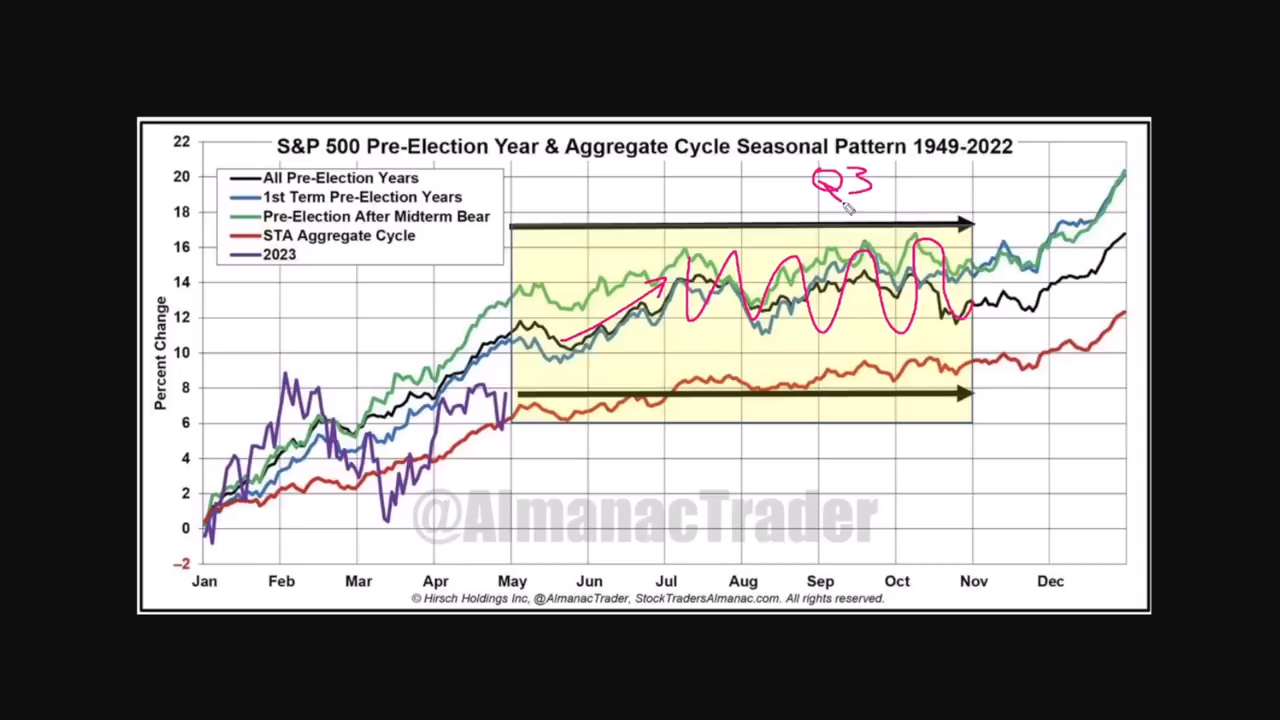 S&P 500 Pre-Election Year & Aggregate Cycle Seasonal Pattern 1949-2022
All Pre-Election Years
1st Term Pre-Election Years
Pre-Election After Midterm Bear
STA Aggregate Cycle
2023
Q3
Percent Change
22
20
18
16
14
12
10
8
6
4
2
0
-2
@AlmanacTrader
Jan Feb Mar Apr May Jun Jul Aug Sep Oct Nov Dec
© Hirsch Holdings Inc, @AlmanacTrader, StockTradersAlmanac.com. All rights reserved.